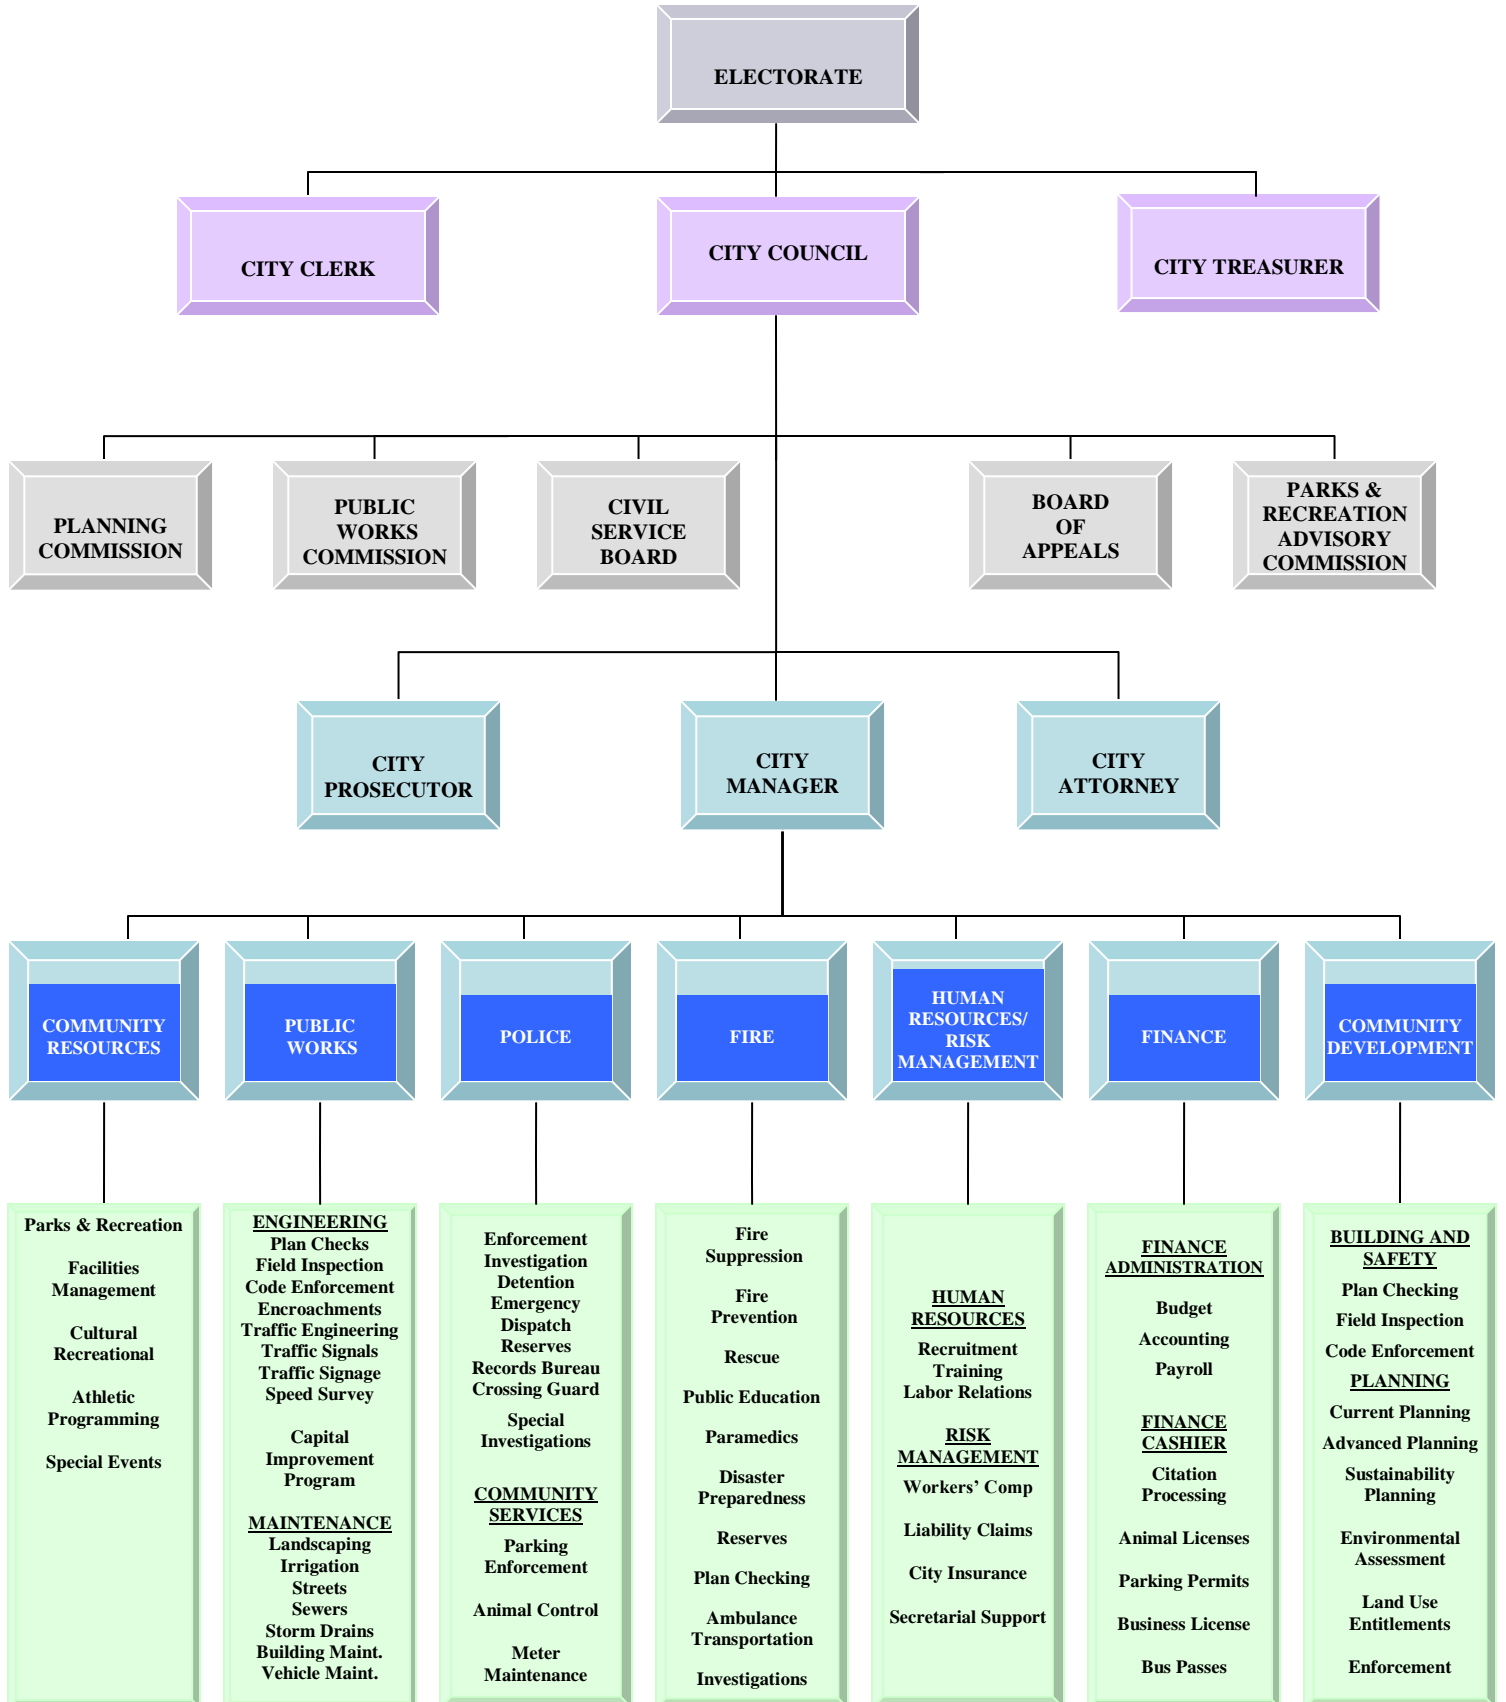 ELECTORATE
CITY CLERK
CITY COUNCIL
CITY TREASURER
PLANNING
COMMISSION
PUBLIC
WORKS
COMMISSION
CIVIL
SERVICE
BOARD
BOARD
OF
APPEALS
PARKS &
RECREATION
ADVISORY
COMMISSION
CITY
PROSECUTOR
CITY
MANAGER
CITY
ATTORNEY
COMMUNITY
RESOURCES
PUBLIC
WORKS
POLICE
FIRE
HUMAN
RESOURCES/
RISK
MANAGEMENT
FINANCE
COMMUNITY
DEVELOPMENT
Parks & Recreation
Facilities
Management
Cultural
Recreational
Athletic
Programming
Special Events
ENGINEERING
Plan Checks
Field Inspection
Code Enforcement
Encroachments
Traffic Engineering
Traffic Signals
Traffic Signage
Speed Survey
Capital
Improvement
Program
MAINTENANCE
Landscaping
Irrigation
Streets
Sewers
Storm Drains
Building Maint.
Vehicle Maint.
Enforcement
Investigation
Detention
Emergency
Dispatch
Reserves
Records Bureau
Crossing Guard
Special
Investigations
COMMUNITY
SERVICES
Parking
Enforcement
Animal Control
Meter
Maintenance
Fire
Suppression
Fire
Prevention
Rescue
Public Education
Paramedics
Disaster
Preparedness
Reserves
Plan Checking
Ambulance
Transportation
Investigations
HUMAN
RESOURCES
Recruitment
Training
Labor Relations
RISK
MANAGEMENT
Workers’ Comp
Liability Claims
City Insurance
Secretarial Support
FINANCE
ADMINISTRATION
Budget
Accounting
Payroll
FINANCE
CASHIER
Citation
Processing
Animal Licenses
Parking Permits
Business License
Bus Passes
BUILDING AND
SAFETY
Plan Checking
Field Inspection
Code Enforcement
PLANNING
Current Planning
Advanced Planning
Sustainability
Planning
Environmental
Assessment
Land Use
Entitlements
Enforcement